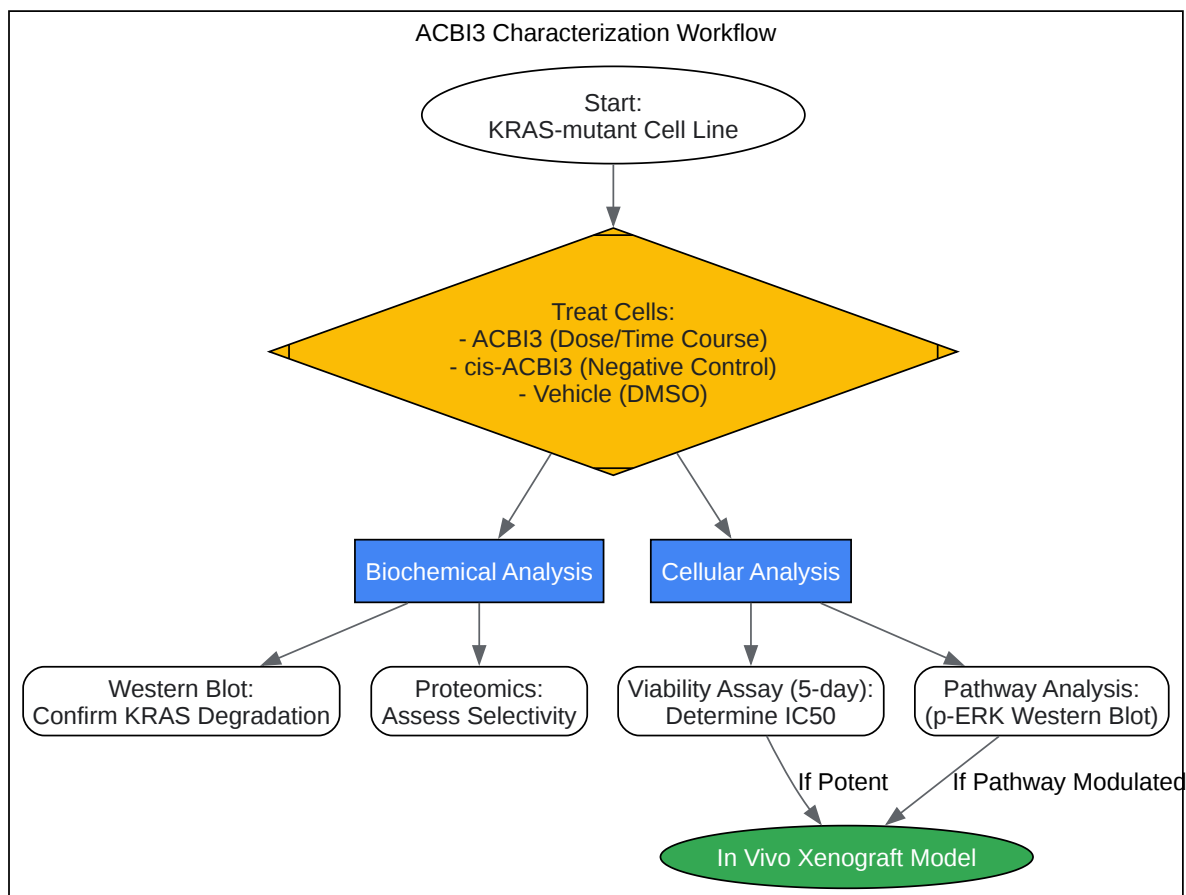 ACBI3 Characterization Workflow
Start:
KRAS-mutant Cell Line
Treat Cells:
- ACBI3 (Dose/Time Course)
- cis-ACBI3 (Negative Control)
- Vehicle (DMSO)
Biochemical Analysis
Cellular Analysis
Western Blot:
Confirm KRAS Degradation
Proteomics:
Assess Selectivity
Viability Assay (5-day):
Determine IC50
Pathway Analysis:
(p-ERK Western Blot)
If Potent
If Pathway Modulated
In Vivo Xenograft Model